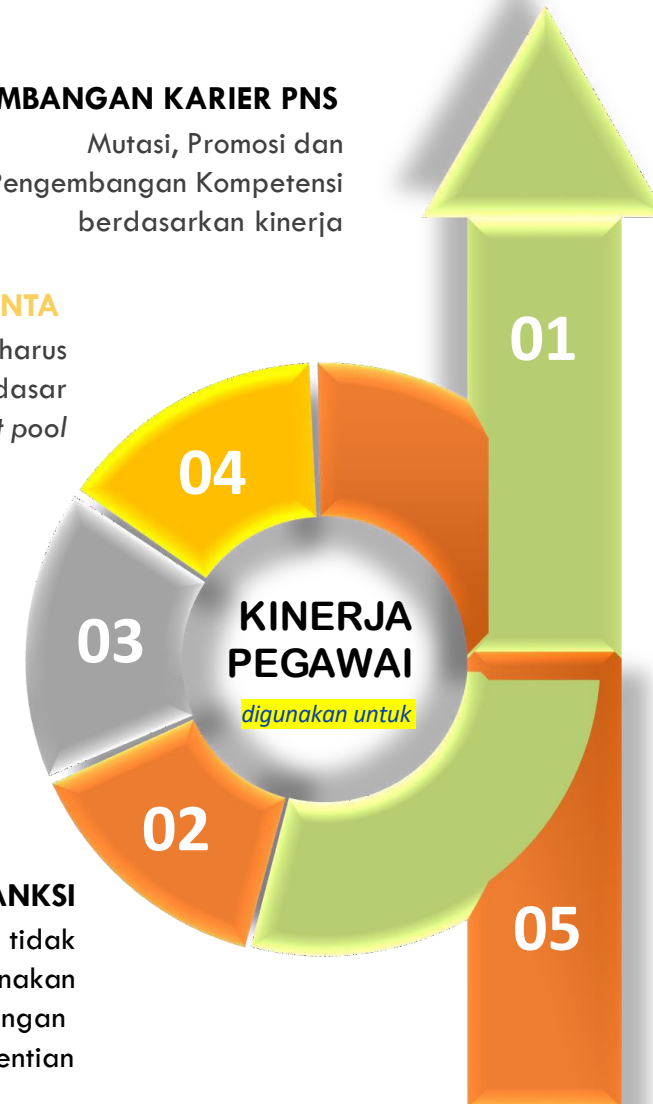 MBANGAN KARIER PNS
Mutasi, Promosi dan
Pengembangan Kompetensi
berdasarkan kinerja
NTA
harus
dasar
t pool
01
04
03
KINERJA
PEGAWAI
digunakan untuk
02
ANKSI
tidak
nakan
ngan
entian
05